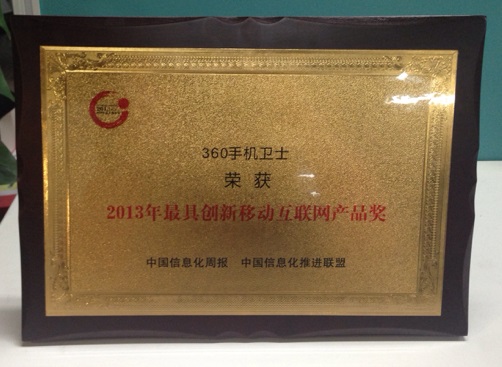 360手机卫士
荣 获
2013年最具创新移动互联网产品奖
中国信息化周报 中国信息化推进联盟